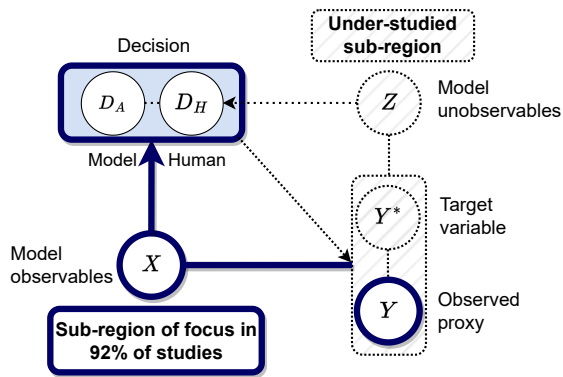 Under-studied
sub-region
Decision
D_A
D_H
Z
Model
unobservables
Model
Human
Y*
Target
variable
Model
observables
X
Y
Observed
proxy
Sub-region of focus in
92% of studies